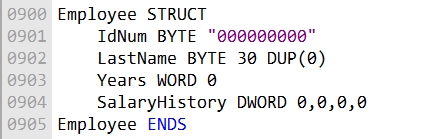 0900 Employee STRUCT
0901     IdNum BYTE "000000000"
0902     LastName BYTE 30 DUP(0)
0903     Years WORD 0
0904     SalaryHistory DWORD 0,0,0,0
0905 Employee ENDS